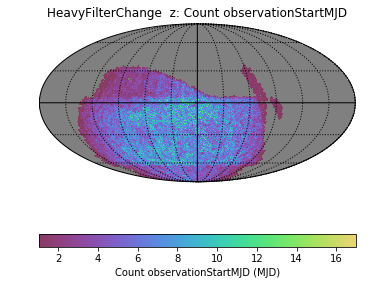 HeavyFilterChange  z: Count observationStartMJD
2 4 6 8 10 12 14 16
Count observationStartMJD (MJD)